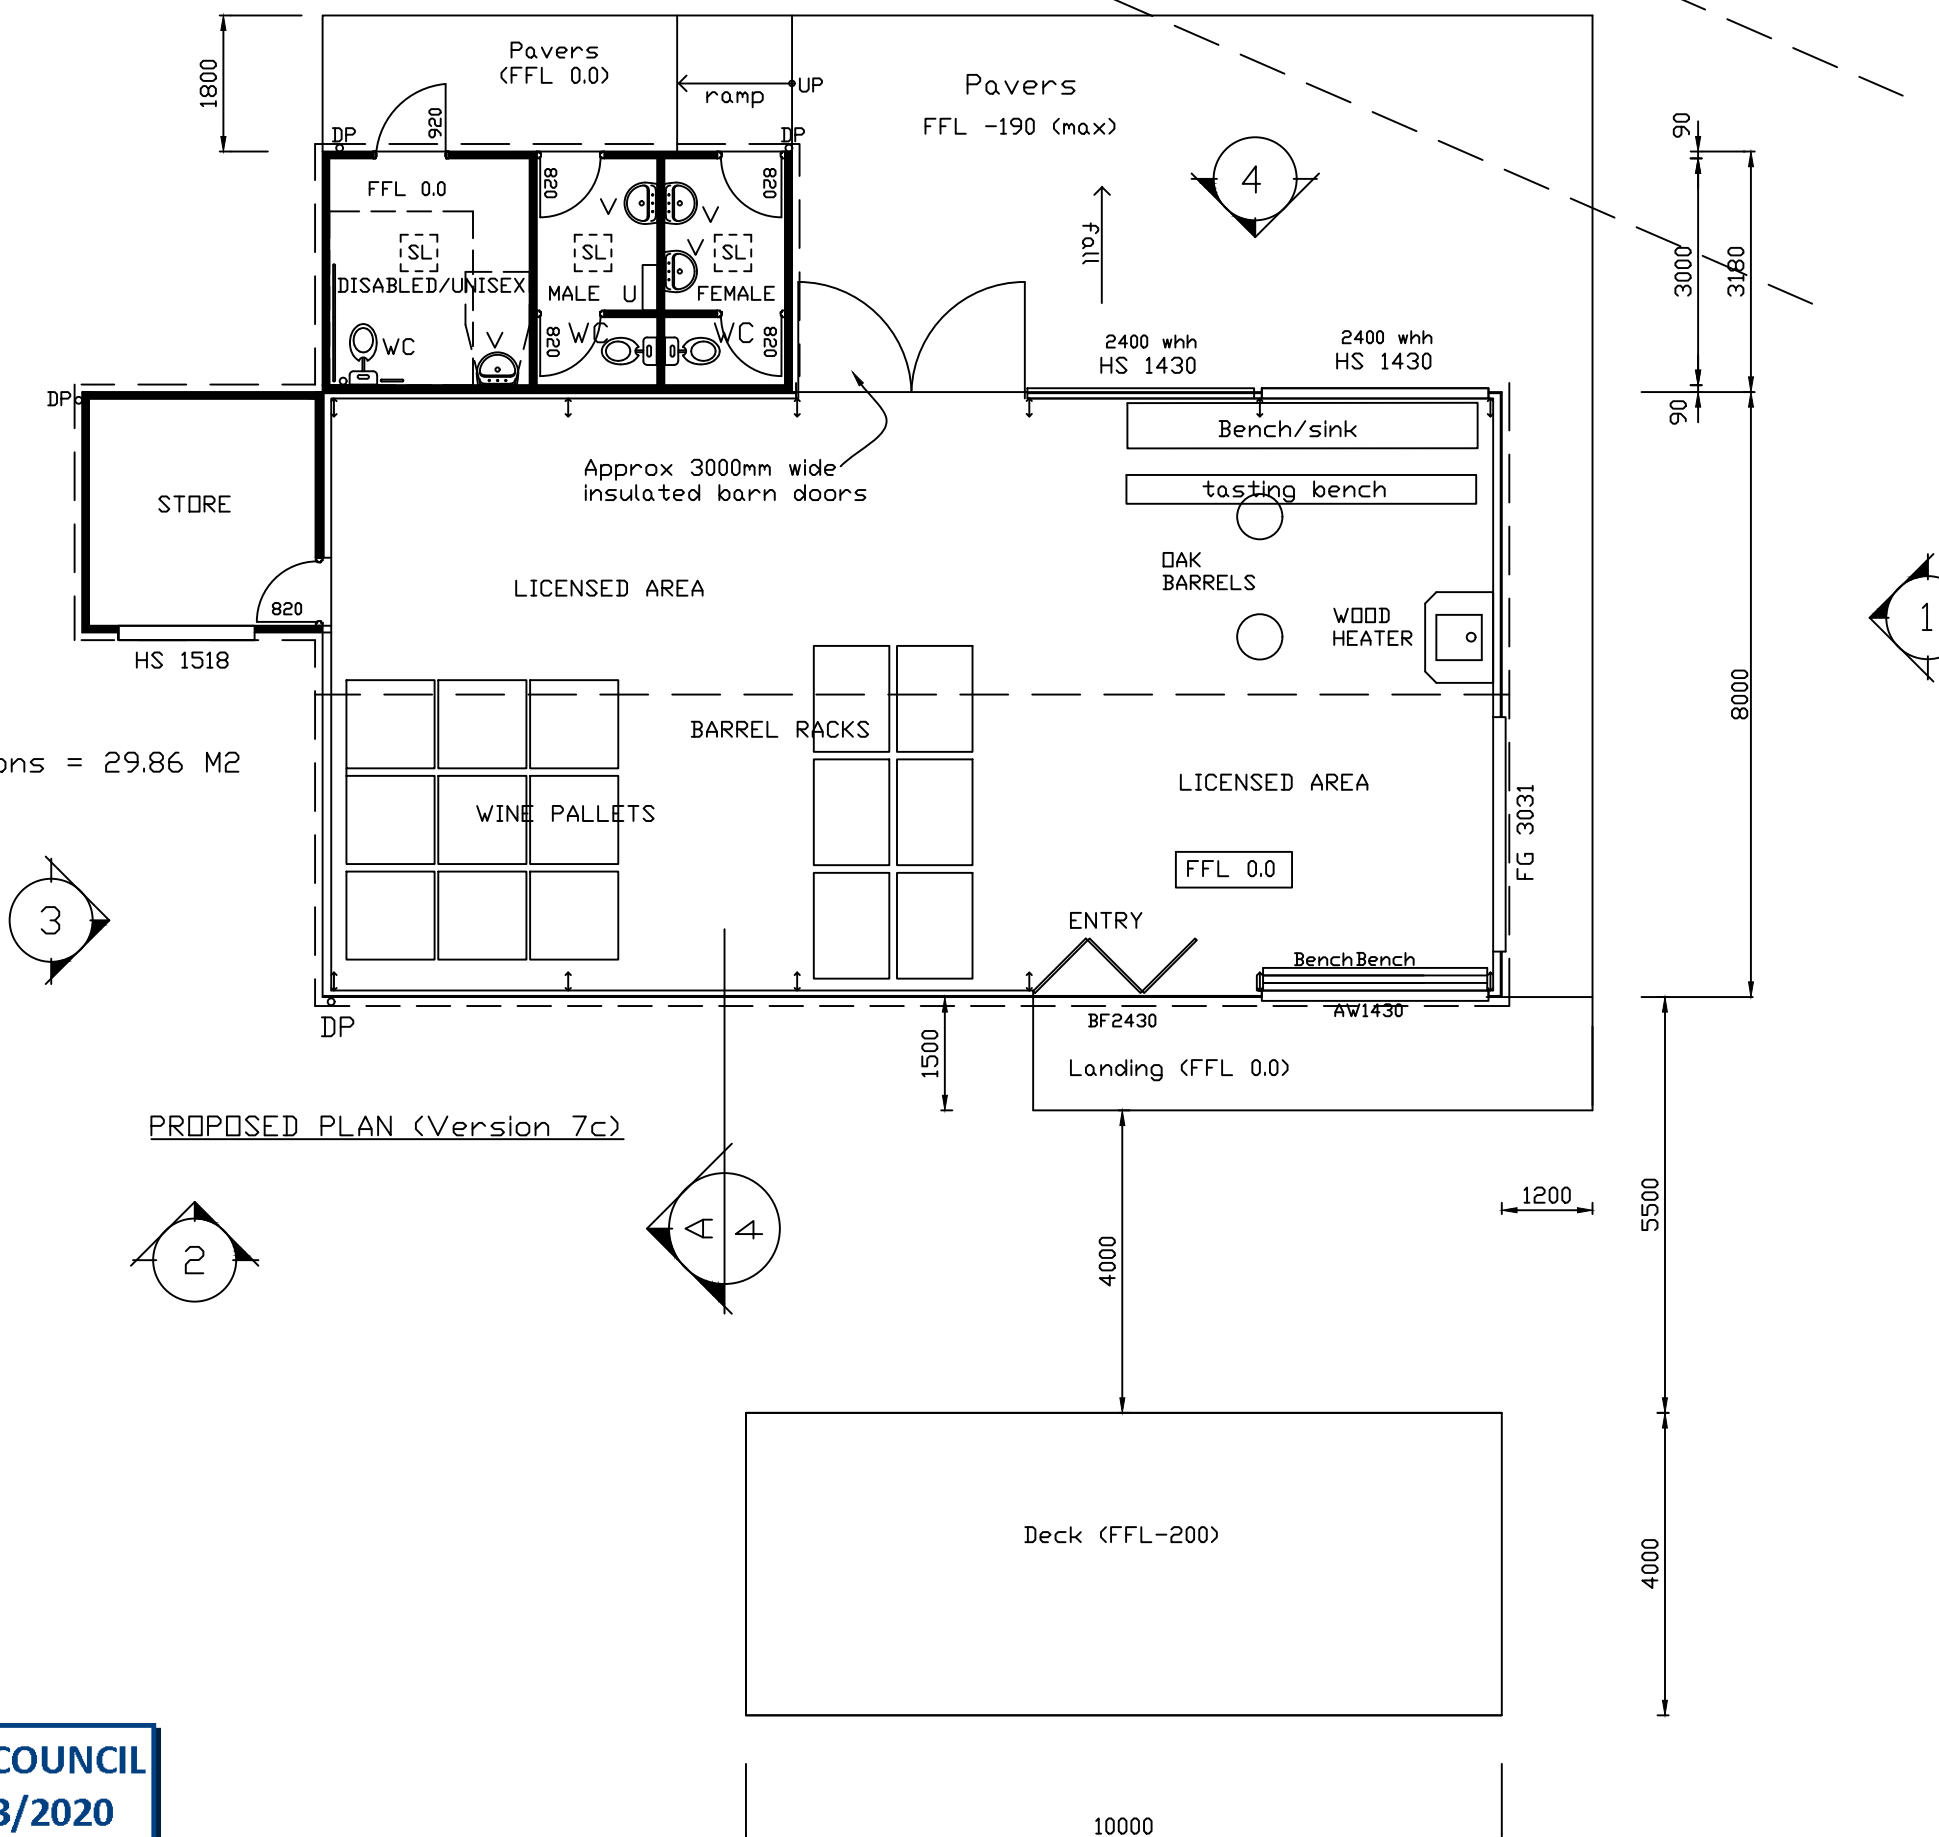 Pavers
(FFL 0.0)
1800
ramp
UP
Pavers
FFL -190 (max)
DP
920
DP
90
4
FFL 0.0
820
V
V
820
fall
SL
SL
V
SL
3000
3180
DISABLED/UNISEX
MALE
U
FEMALE
WC
V
820
WC
WC
820
2400 whh
HS 1430
2400 whh
HS 1430
DP
90
Bench/sink
Approx 3000mm wide
insulated barn doors
tasting bench
STORE
LICENSED AREA
OAK
BARRELS
820
WOOD
HEATER
1
HS 1518
8000
BARREL RACKS
= 29.86 M2
LICENSED AREA
WINE PALLETS
FG 3031
FFL 0.0
3
ENTRY
Bench Bench
DP
BF2430
AW1430
1500
Landing (FFL 0.0)
PROPOSED PLAN (Version 7c)
1200
5500
2
A
4
4000
Deck (FFL-200)
4000
COUNCIL
3/2020
10000